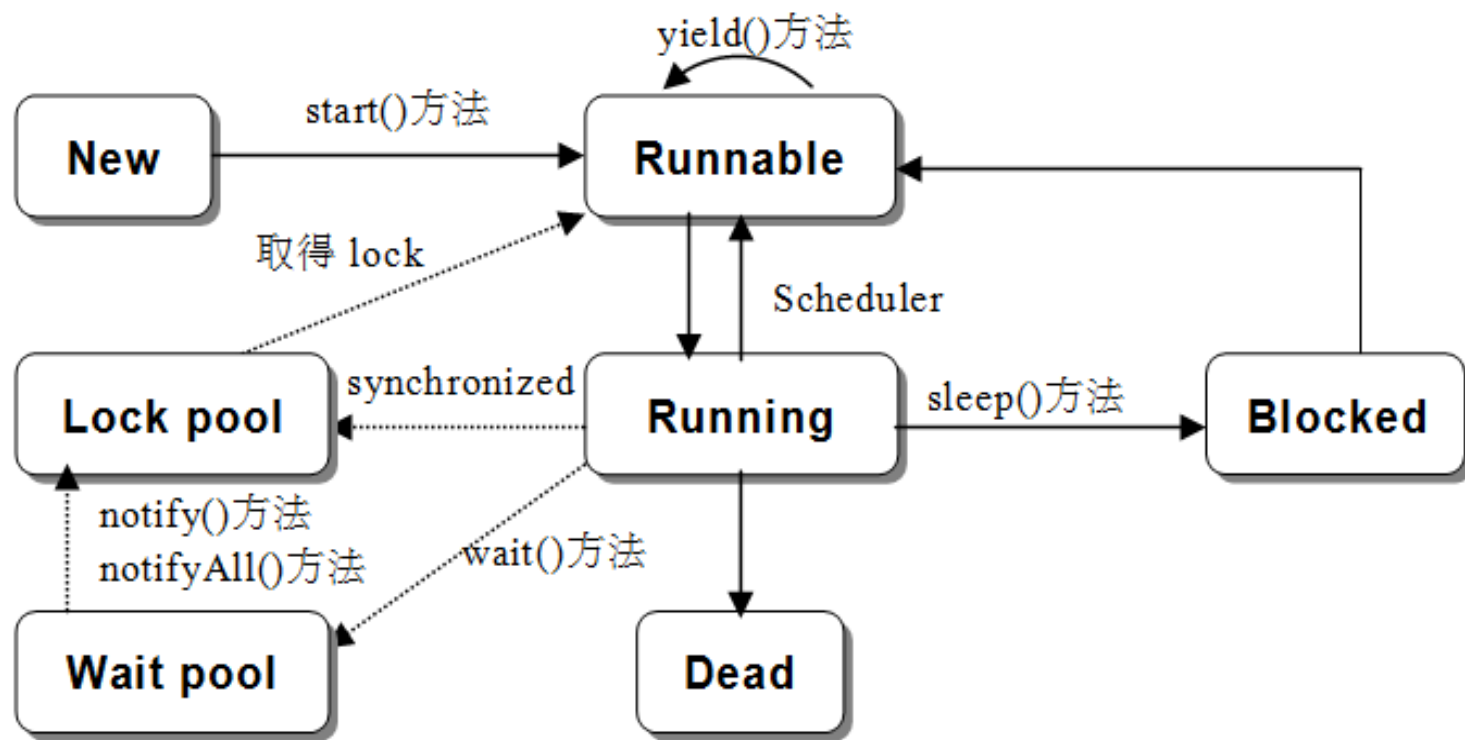 yield()方法
start()方法
New
Runnable
取得 lock
Scheduler
synchronized
Lock pool
Running
sleep()方法
Blocked
notify()方法
notifyAll()方法
wait()方法
Wait pool
Dead